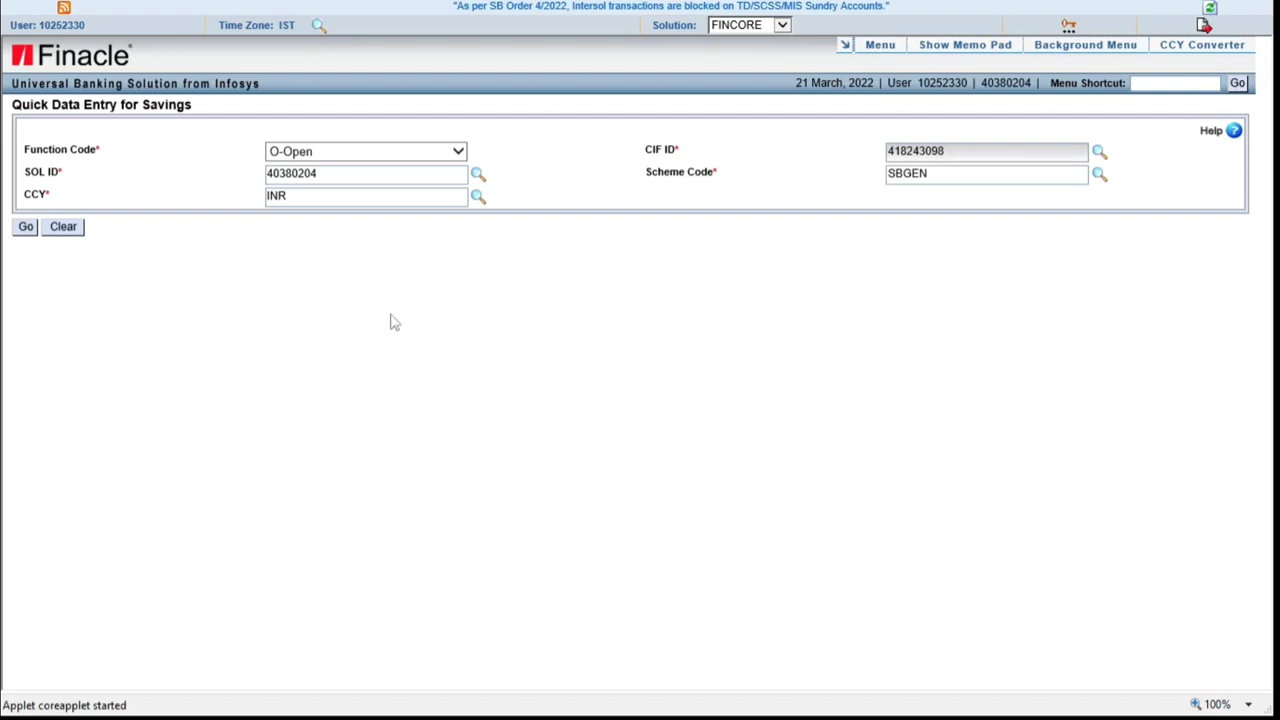 "As per SB Order 4/2022, Intersol transactions are blocked on TD/SCSS/MIS Sundry Accounts."
User: 10252330 Time Zone: IST Solution: FINCORE
Finacle
Menu Show Memo Pad Background Menu CCY Converter
Universal Banking Solution from Infosys 21 March, 2022 | User 10252330 | 40380204 | Menu Shortcut: Go
Quick Data Entry for Savings
Help ?
Function Code* O-Open CIF ID* 418243098
SOL ID* 40380204 Scheme Code* SBGEN
CCY* INR
Go Clear
Applet coreapplet started 100%